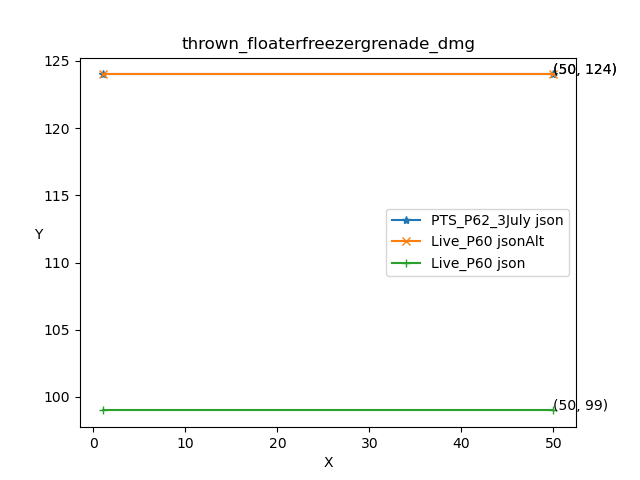 thrown_floaterfreezergrenade_dmg
125
(50, 124)
120
115
PTS_P62_3July json
Y
Live_P60 jsonAlt
110
Live_P60 json
105
100
(50, 99)
0 10 20 30 40 50
X